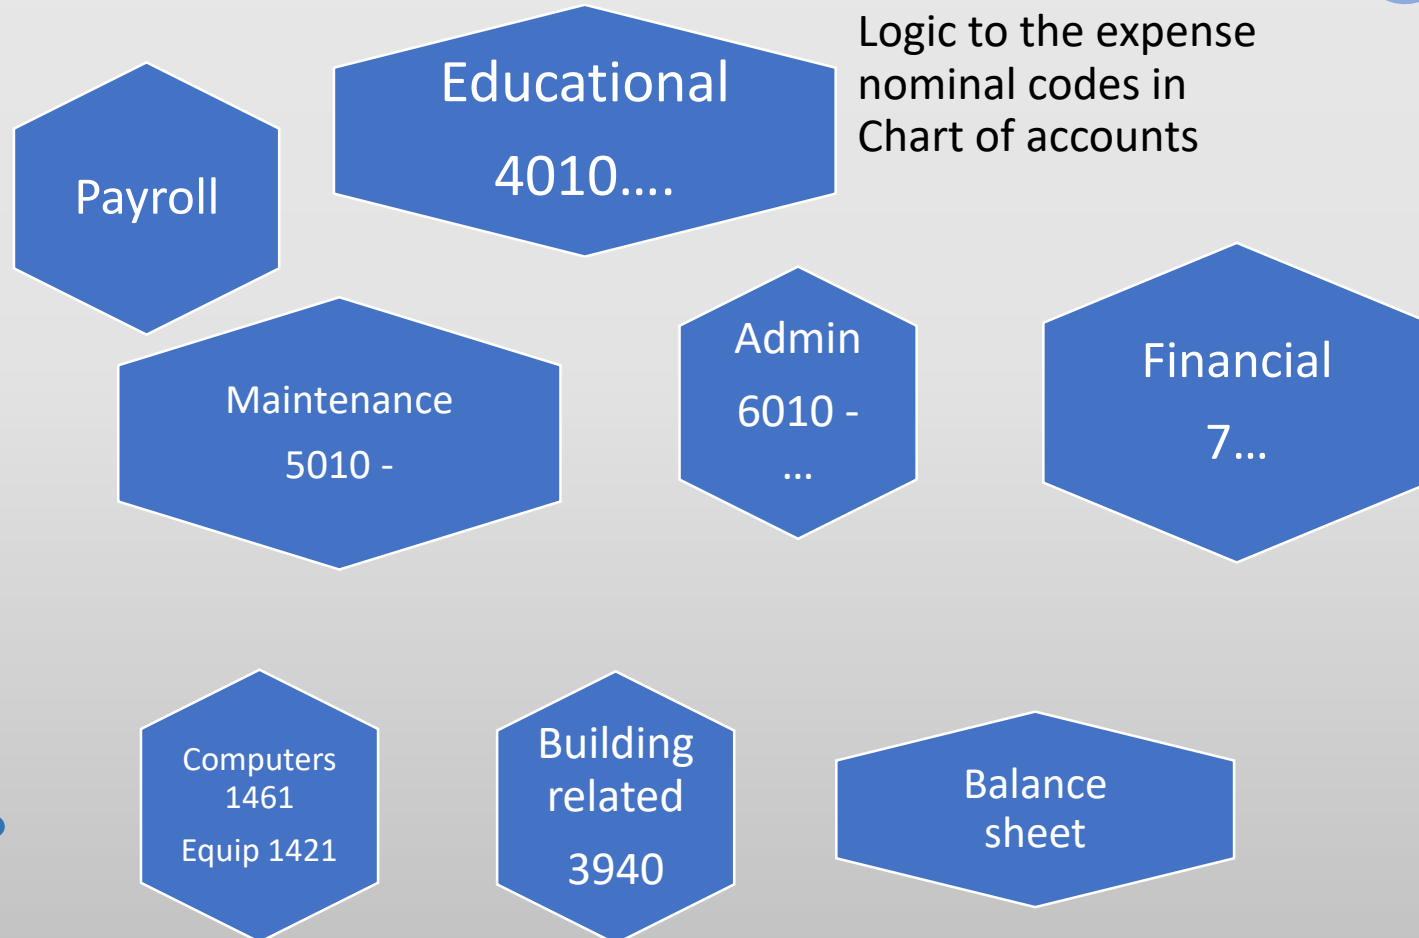 Logic to the expense
nominal codes in
Chart of accounts
Educational
4010....
Payroll
Maintenance
5010 -
Admin
6010 -
...
Financial
7...
Computers
1461
Equip 1421
Building
related
3940
Balance
sheet